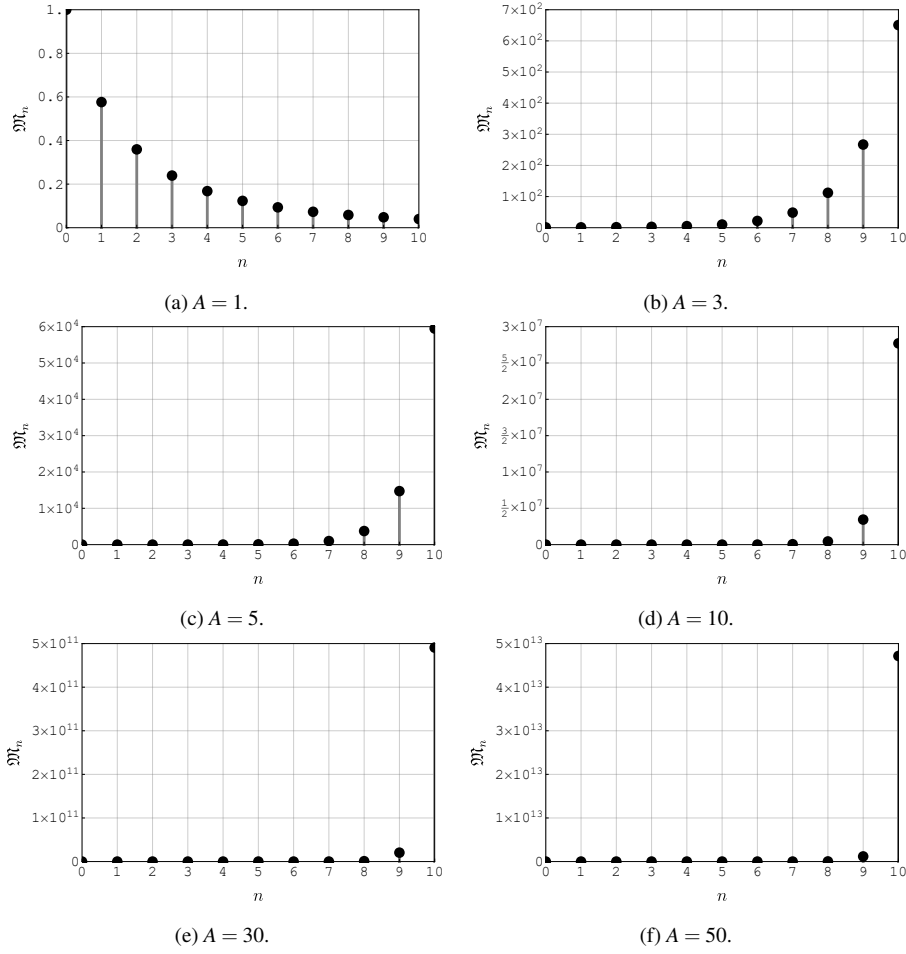 1.
0.8
0.6
0.4
0.2
0
𝔐n
0 1 2 3 4 5 6 7 8 9 10
n
(a) A = 1.
7×10²
6×10²
5×10²
4×10²
3×10²
2×10²
1×10²
0
𝔐n
0 1 2 3 4 5 6 7 8 9 10
n
(b) A = 3.
6×10⁴
5×10⁴
4×10⁴
3×10⁴
2×10⁴
1×10⁴
0
𝔐n
0 1 2 3 4 5 6 7 8 9 10
n
(c) A = 5.
3×10⁷
5/2×10⁷
2×10⁷
3/2×10⁷
1×10⁷
1/2×10⁷
0
𝔐n
0 1 2 3 4 5 6 7 8 9 10
n
(d) A = 10.
5×10¹¹
4×10¹¹
3×10¹¹
2×10¹¹
1×10¹¹
0
𝔐n
0 1 2 3 4 5 6 7 8 9 10
n
(e) A = 30.
5×10¹³
4×10¹³
3×10¹³
2×10¹³
1×10¹³
0
𝔐n
0 1 2 3 4 5 6 7 8 9 10
n
(f) A = 50.